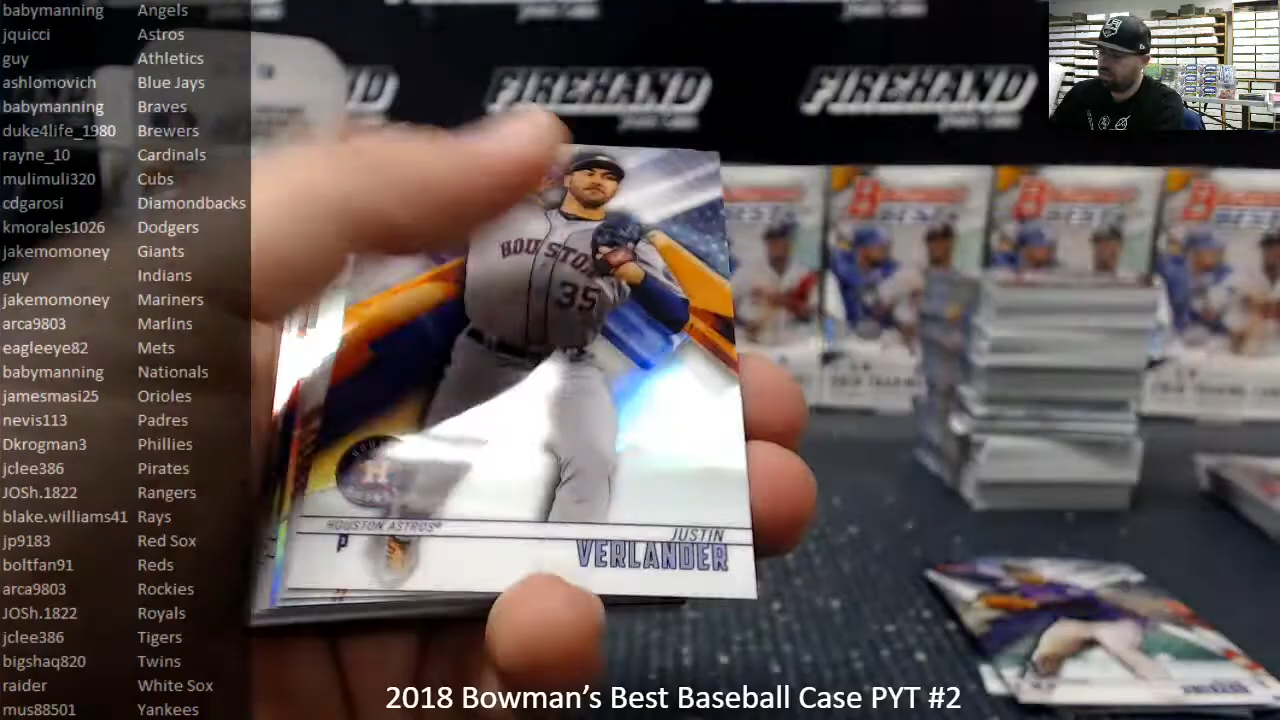 babymanning Angels
jquicci Astros
guy Athletics
ashlomovich Blue Jays
babymanning Braves
duke4life_1980 Brewers
rayne_10 Cardinals
mulimuli320 Cubs
cdgarosi Diamondbacks
kmorales1026 Dodgers
jakemomoney Giants
guy Indians
jakemomoney Mariners
arca9803 Marlins
eagleeye82 Mets
babymanning Nationals
jamesmasi25 Orioles
nevis113 Padres
Dkrogman3 Phillies
jclee386 Pirates
JOSh.1822 Rangers
blake.williams41 Rays
jp9183 Red Sox
boltfan91 Reds
arca9803 Rockies
JOSh.1822 Royals
jclee386 Tigers
bigshaq820 Twins
raider White Sox
mus88501 Yankees
FIREHAND
FIREHAND
HOUSTON
35
HOUSTON ASTROS
P
JUSTIN
VERLANDER
BEST
BEST
2018 Bowman's Best Baseball Case PYT #2